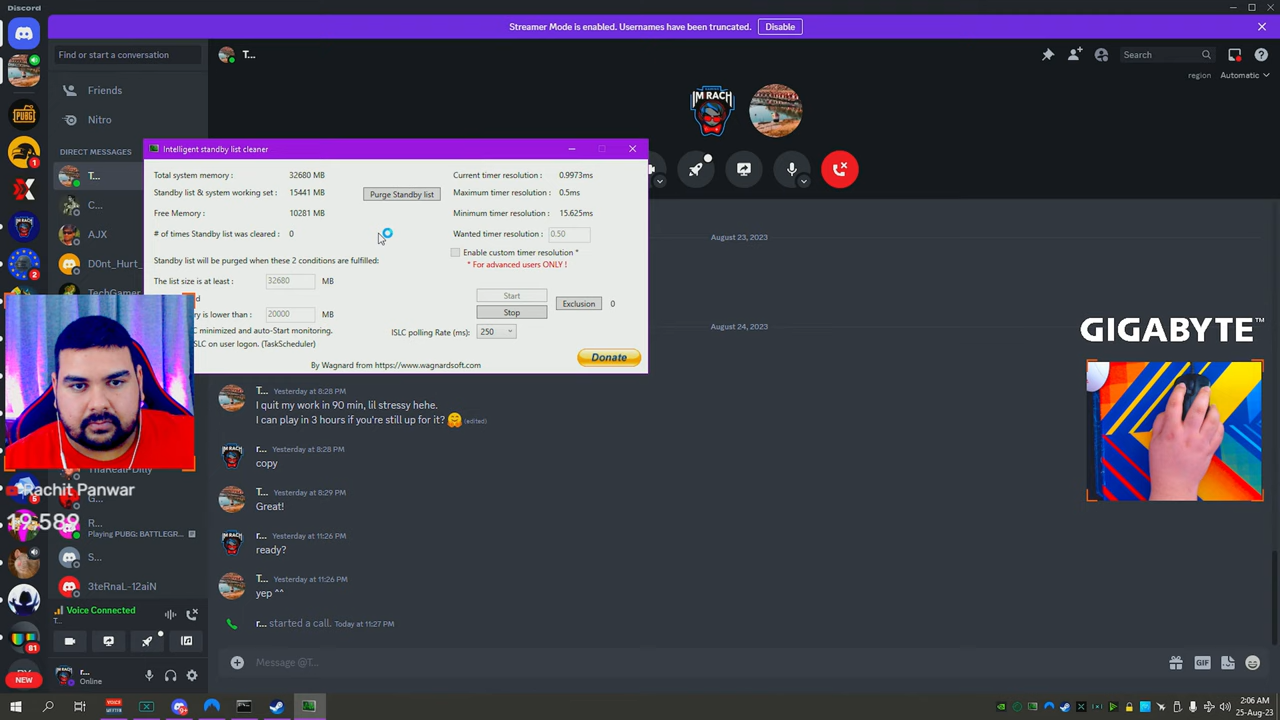 Discord
Streamer Mode is enabled. Usernames have been truncated.
Disable
Find or start a conversation
T...
Search
region
Automatic
Friends
Nitro
DIRECT MESSAGES
T...
C...
AJX
D0nt_Hurt_
TechGamer
IM RACH
Intelligent standby list cleaner
Total system memory :
32680 MB
Standby list & system working set :
15441 MB
Free Memory :
10281 MB
# of times Standby list was cleared :
0
Purge Standby list
Standby list will be purged when these 2 conditions are fulfilled:
The list size is at least :
32680
MB
d
y is lower than :
20000
MB
C minimized and auto-Start monitoring.
SLC on user logon. (TaskScheduler)
Current timer resolution :
0.9973ms
Maximum timer resolution :
0.5ms
Minimum timer resolution :
15.625ms
Wanted timer resolution :
0.50
Enable custom timer resolution *
* For advanced users ONLY !
Start
Stop
Exclusion
0
ISLC polling Rate (ms):
250
Donate
By Wagnard from https://www.wagnardsoft.com
August 23, 2023
August 24, 2023
GIGABYTE™
T... Yesterday at 8:28 PM
I quit my work in 90 min, lil stressy hehe.
I can play in 3 hours if you're still up for it? 🤗 (edited)
r... Yesterday at 8:28 PM
copy
T... Yesterday at 8:29 PM
Great!
r... Yesterday at 11:26 PM
ready?
T... Yesterday at 11:26 PM
yep ^^
r... started a call. Today at 11:27 PM
Message @T...
GIF
G...
Rachit Panwar
19:589
R...
Playing PUBG: BATTLEGR...
S...
3teRnaL-12aiN
Voice Connected
T...
r...
Online
PUBG
1
2
5
81
NEW
2:06 AM
25-Aug-23